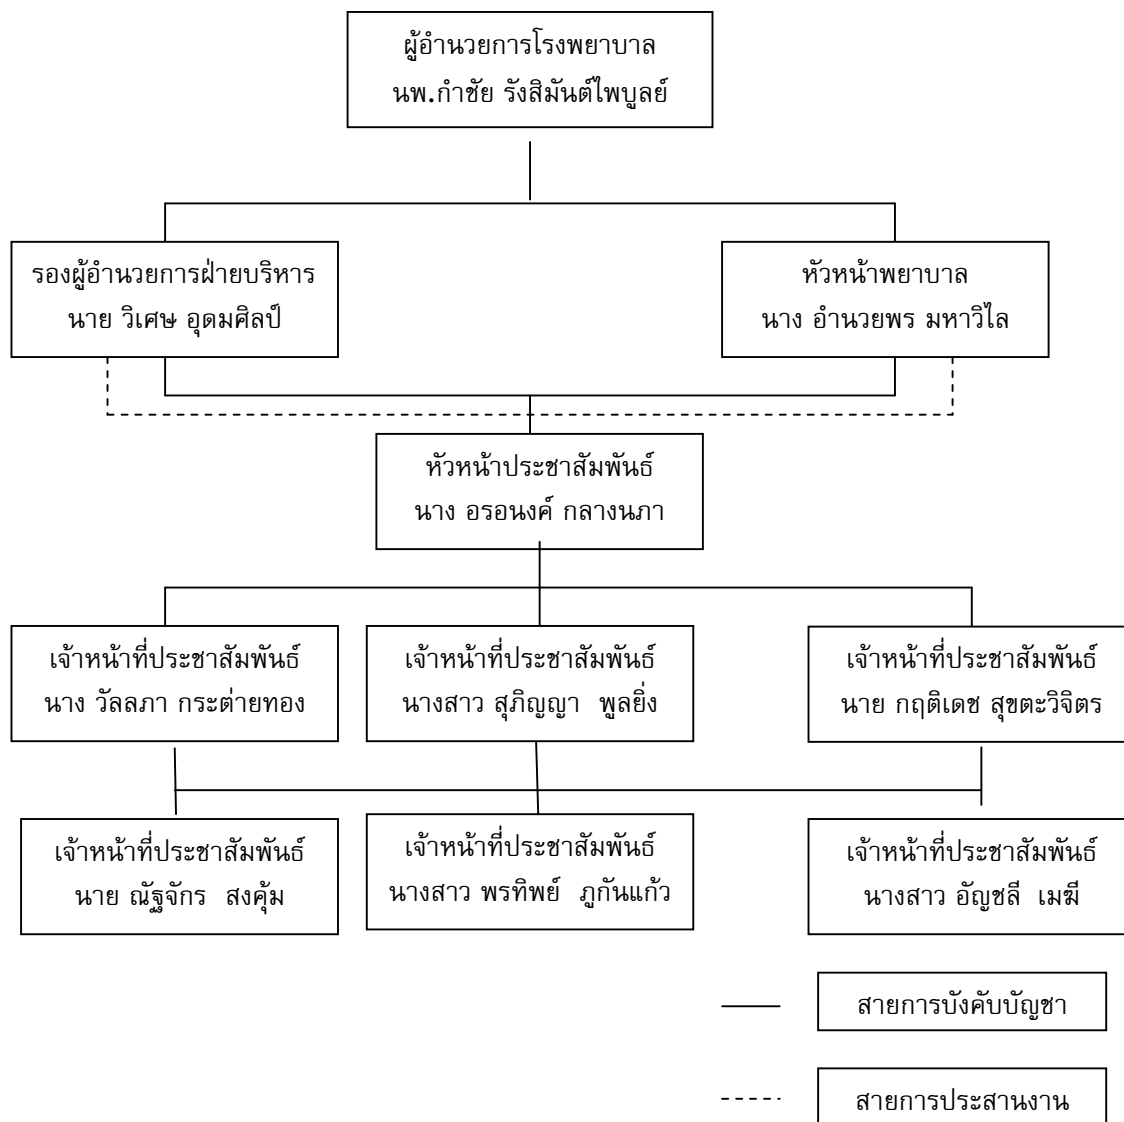 ผู้อำนวยการโรงพยาบาล
นพ.กำชัย รังสิมันต์ไพบูลย์
รองผู้อำนวยการฝ่ายบริหาร
นาย วิเศษ อุดมศิลป์
หัวหน้าพยาบาล
นาง อำนวยพร มหาวิไล
หัวหน้าประชาสัมพันธ์
นาง อรอนงค์ กลางนภา
เจ้าหน้าที่ประชาสัมพันธ์
นาง วัลลภา กระต่ายทอง
เจ้าหน้าที่ประชาสัมพันธ์
นางสาว สุภิญญา พูลยิ่ง
เจ้าหน้าที่ประชาสัมพันธ์
นาย กฤติเดช สุขตะวิจิตร
เจ้าหน้าที่ประชาสัมพันธ์
นาย ณัฐจักร สงคุ้ม
เจ้าหน้าที่ประชาสัมพันธ์
นางสาว พรทิพย์ ภูกันแก้ว
เจ้าหน้าที่ประชาสัมพันธ์
นางสาว อัญชลี เมฆี
สายการบังคับบัญชา
สายการประสานงาน